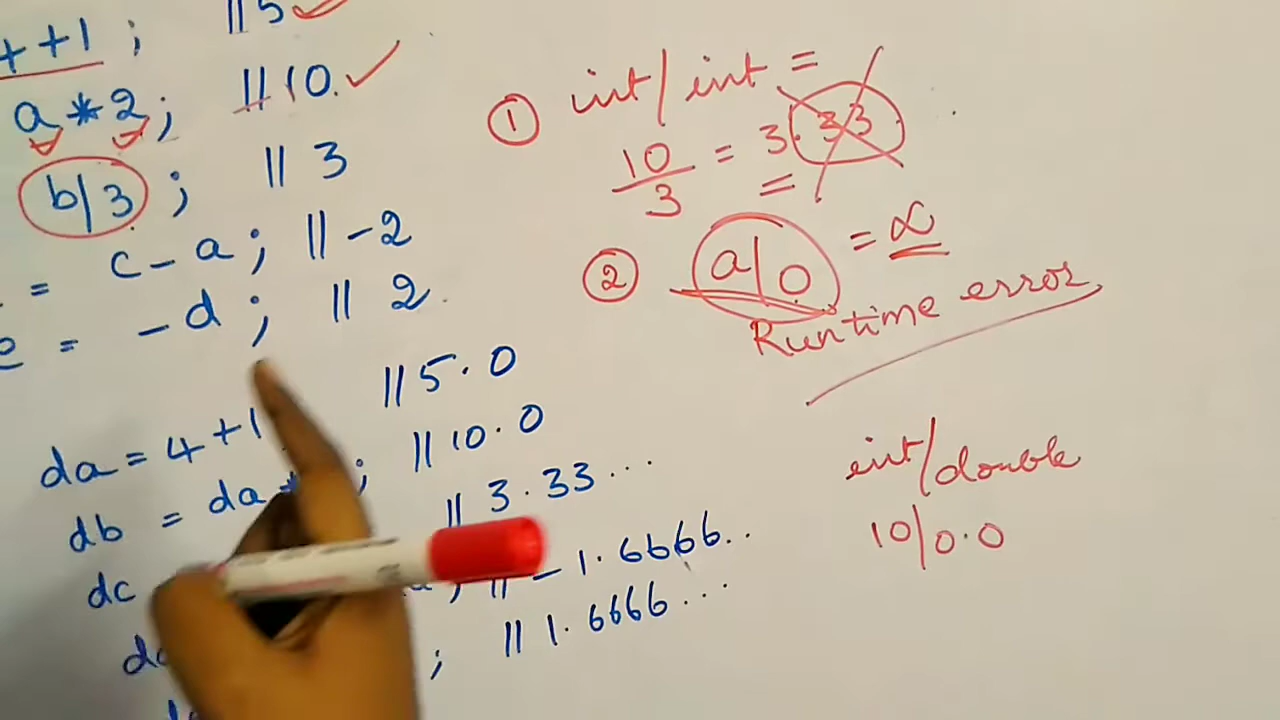 ++1; //5
a*2; //10.
b/3; //3
= c-a; //-2
e = -d; //2
da = 4+1 //5.0
db = da* ; //10.0
dc //3.33...
; //-1.6666..
; //1.6666...
① int/int =
10/3 = 3.33
② a/0 = ∝
Runtime error
int/double
10/0.0